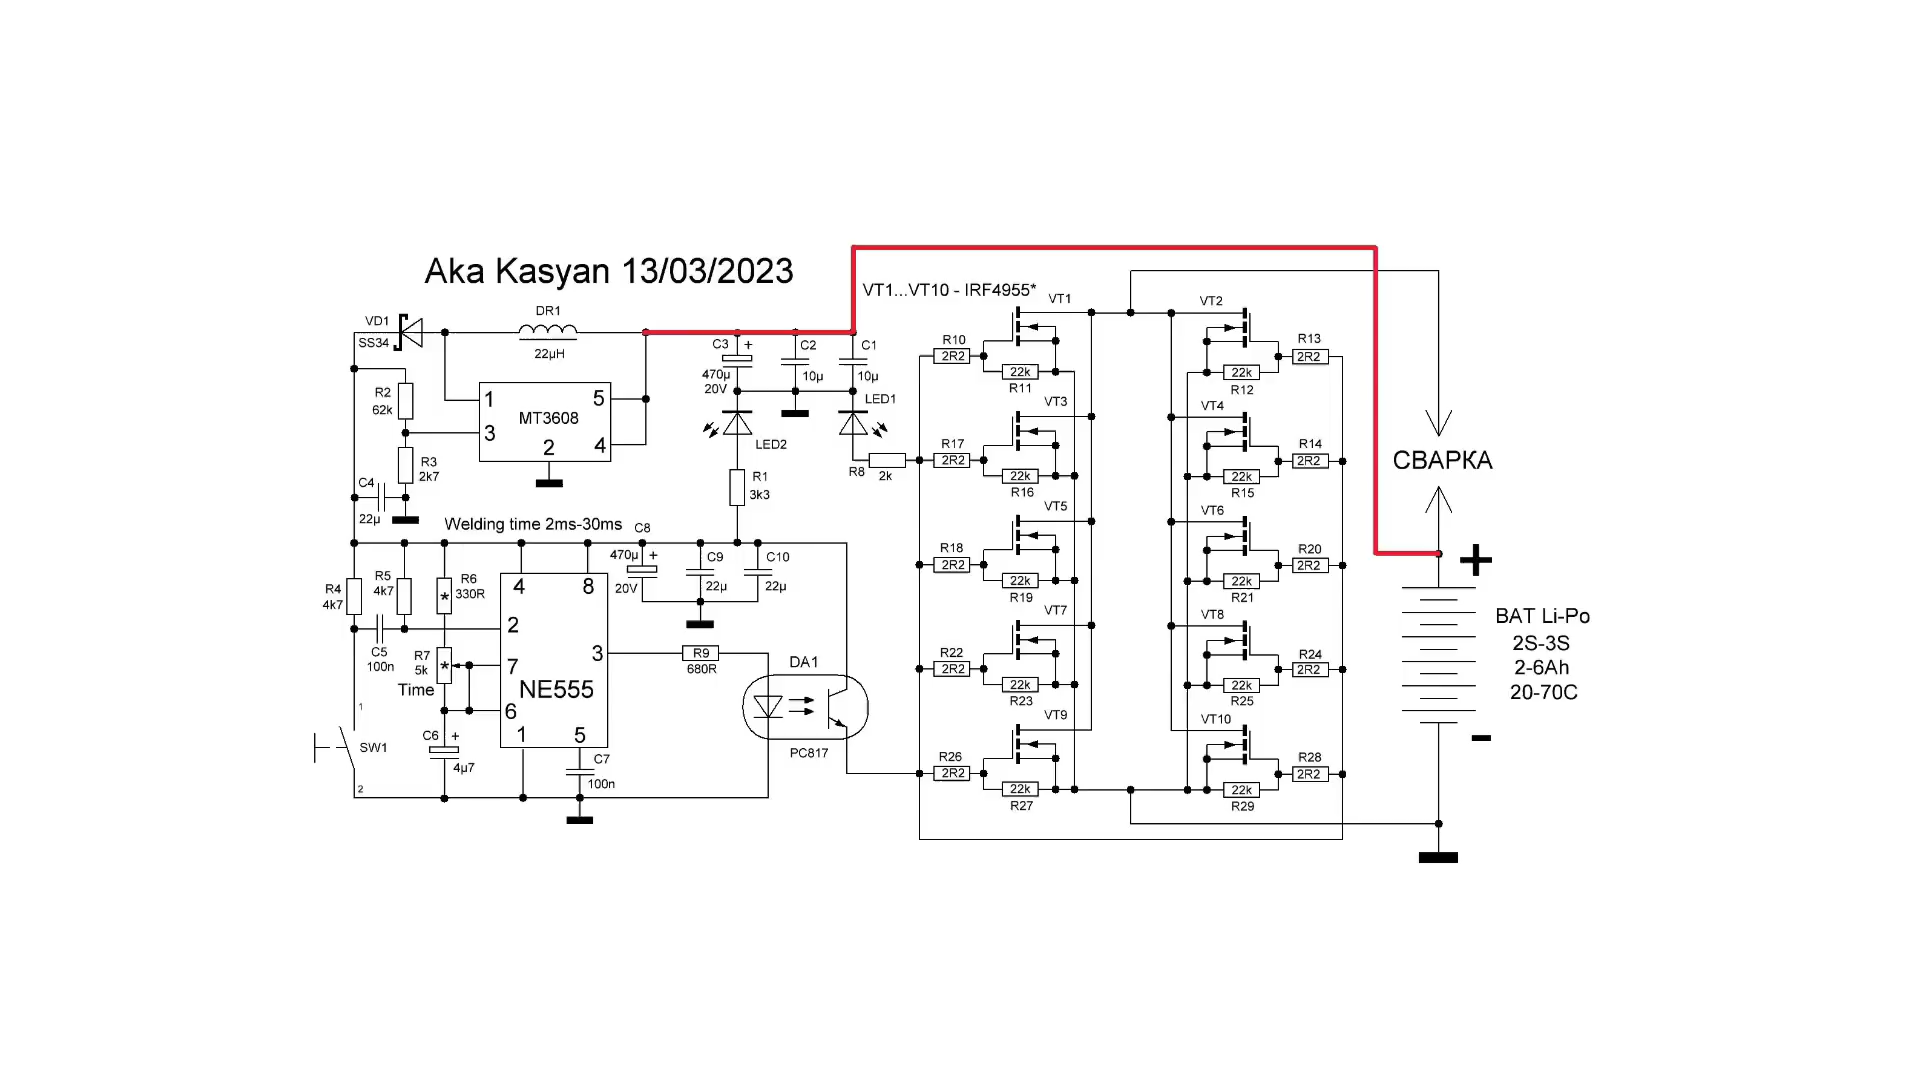 Aka Kasyan 13/03/2023
VT1...VT10 - IRF4955*
VD1
SS34
DR1
22µH
C3 +
470µ
20V
C2
10µ
C1
10µ
R2
62k
R3
2k7
C4
22µ
1
3
2
5
4
MT3608
LED2
LED1
R1
3k3
R8
2k
Welding time 2ms-30ms
C8
470µ +
20V
C9
22µ
C10
22µ
R4
4k7
R5
4k7
R6
330R
*
C5
100n
R7
5k
*
Time
4
8
2
7
6
3
1
5
NE555
R9
680R
DA1
PC817
C6 +
4µ7
C7
100n
1
SW1
2
VT1
R10
2R2
22k
R11
VT3
R17
2R2
22k
R16
VT5
R18
2R2
22k
R19
VT7
R22
2R2
22k
R23
VT9
R26
2R2
22k
R27
VT2
R13
2R2
22k
R12
VT4
R14
2R2
22k
R15
VT6
R20
2R2
22k
R21
VT8
R24
2R2
22k
R25
VT10
R28
2R2
22k
R29
СВАРКА
+
BAT Li-Po
2S-3S
2-6Ah
20-70C
-